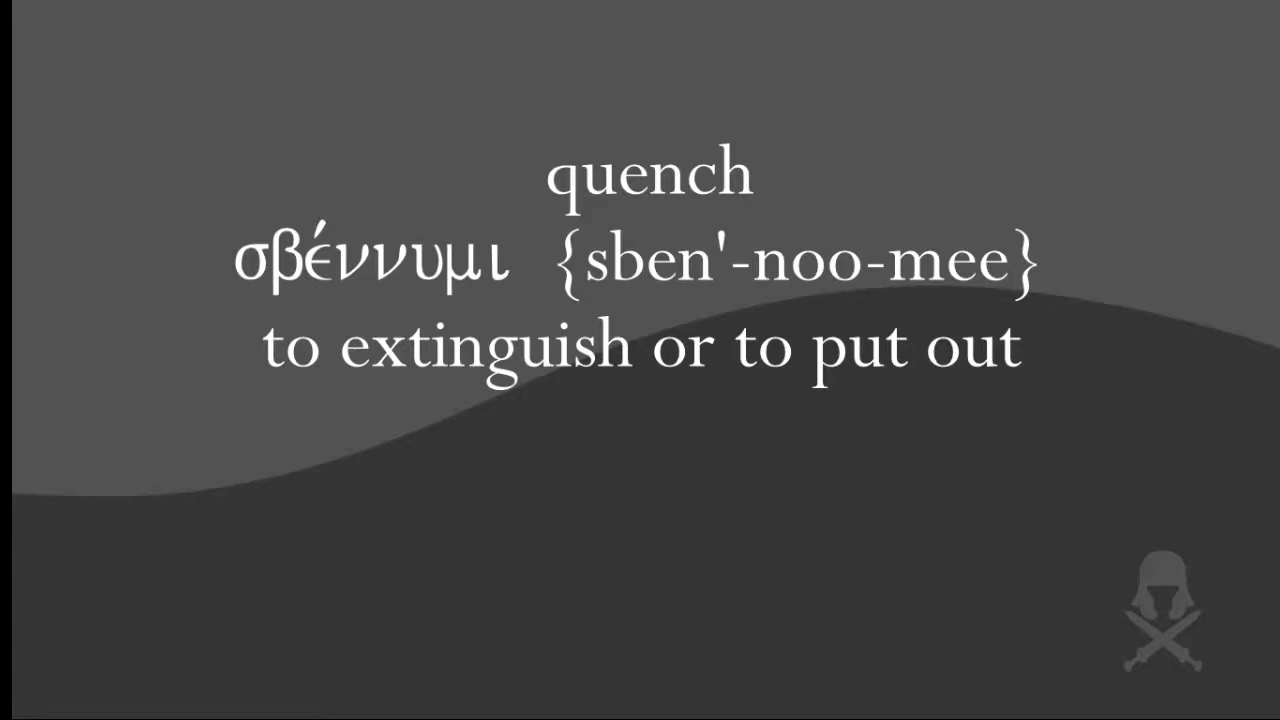 quench
σβέννυμι {sben'-noo-mee}
to extinguish or to put out